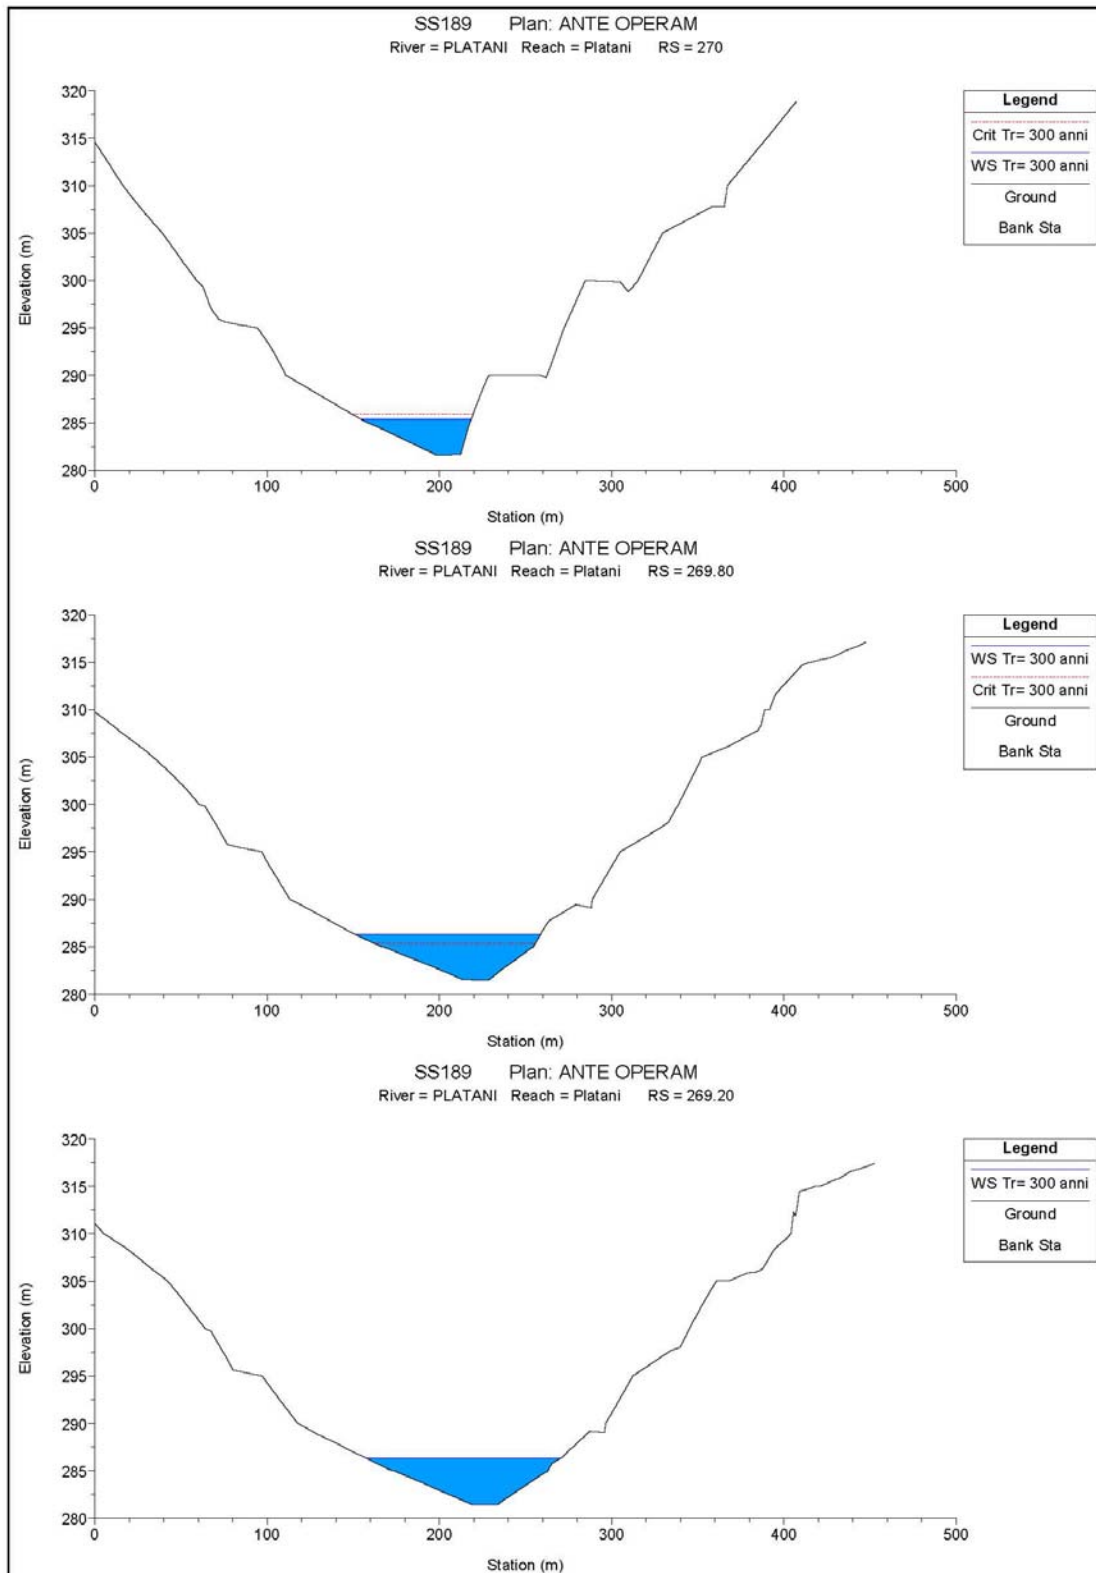 SS189 Plan: ANTE OPERAM
River = PLATANI Reach = Platani RS = 270
320
315
310
305
300
295
290
285
280
Elevation (m)
0 100 200 300 400 500
Station (m)
Legend
Crit Tr= 300 anni
WS Tr= 300 anni
Ground
Bank Sta
SS189 Plan: ANTE OPERAM
River = PLATANI Reach = Platani RS = 269.80
320
315
310
305
300
295
290
285
280
Elevation (m)
0 100 200 300 400 500
Station (m)
Legend
WS Tr= 300 anni
Crit Tr= 300 anni
Ground
Bank Sta
SS189 Plan: ANTE OPERAM
River = PLATANI Reach = Platani RS = 269.20
320
315
310
305
300
295
290
285
280
Elevation (m)
0 100 200 300 400 500
Station (m)
Legend
WS Tr= 300 anni
Ground
Bank Sta